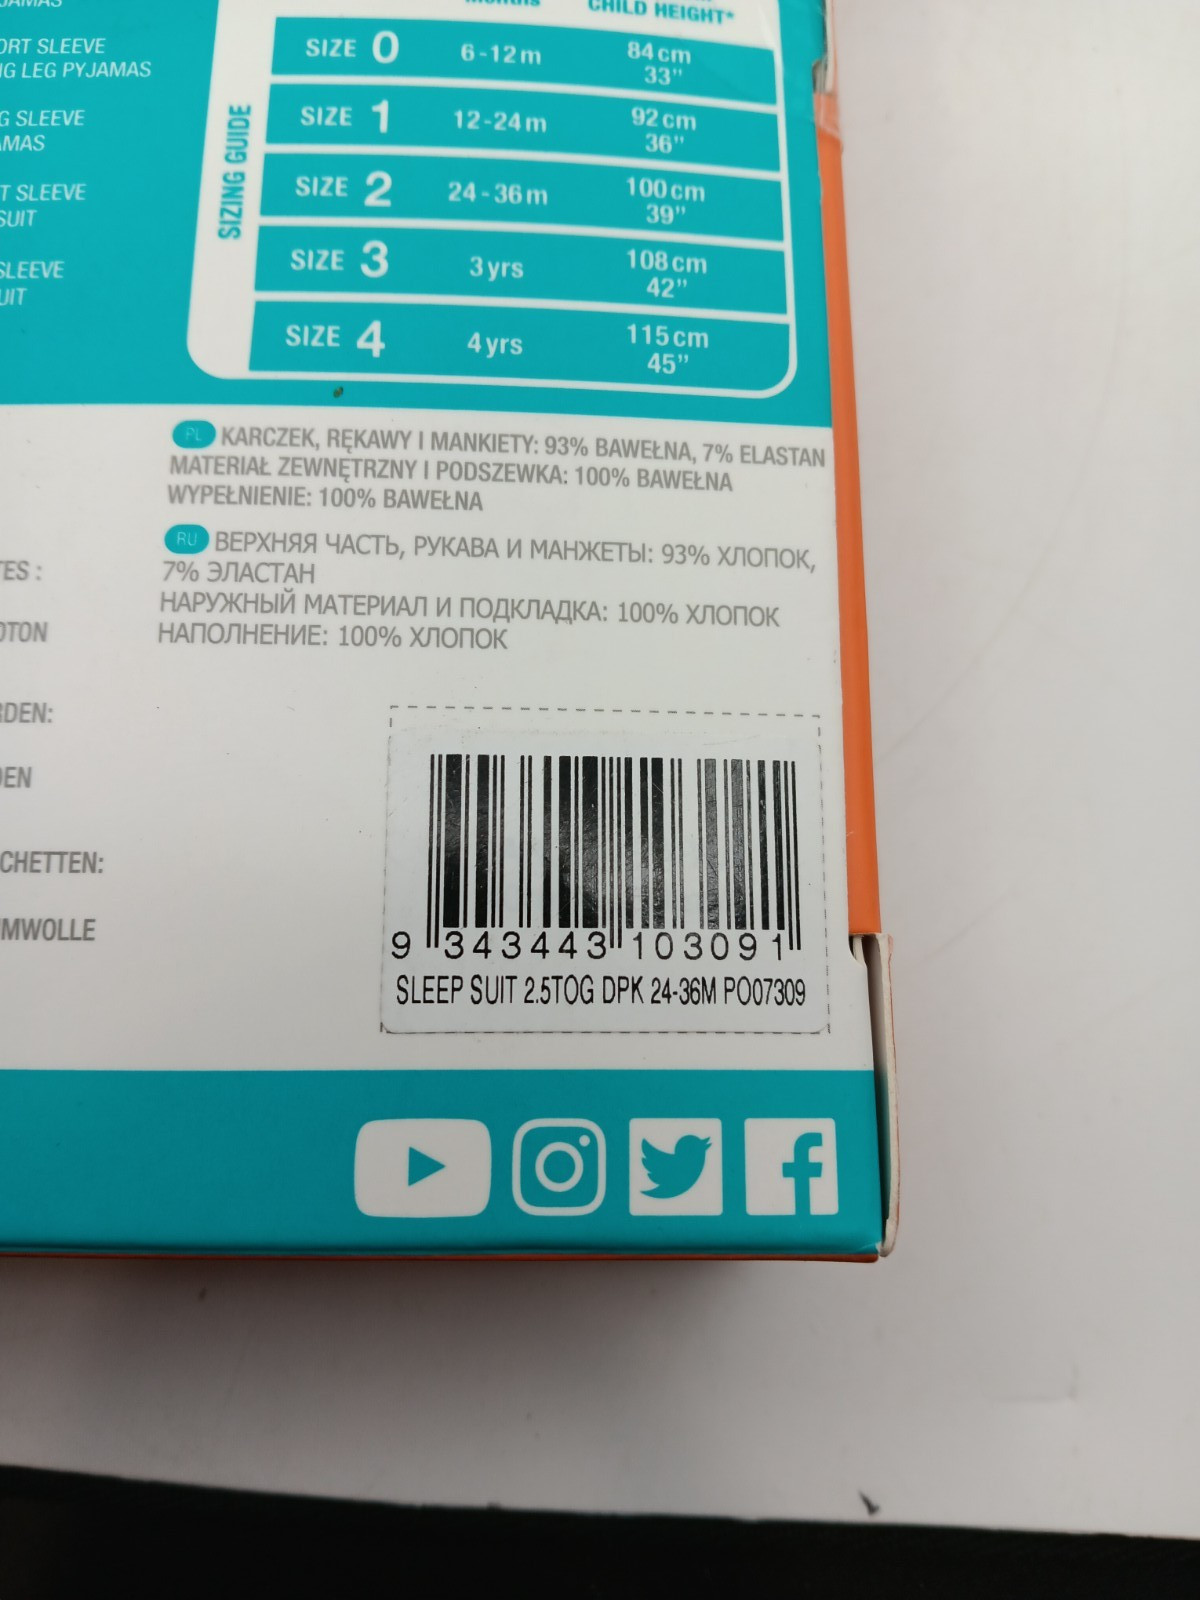 ORT SLEEVE
NG LEG PYJAMAS
G SLEEVE
AMAS
T SLEEVE
SUIT
SLEEVE
UIT
CHILD HEIGHT*
SIZING GUIDE
SIZE 0 6-12m 84cm 33"
SIZE 1 12-24m 92cm 36"
SIZE 2 24-36m 100cm 39"
SIZE 3 3yrs 108cm 42"
SIZE 4 4yrs 115cm 45"
PL KARCZEK, RĘKAWY I MANKIETY: 93% BAWEŁNA, 7% ELASTAN
MATERIAŁ ZEWNĘTRZNY I PODSZEWKA: 100% BAWEŁNA
WYPEŁNIENIE: 100% BAWEŁNA
RU ВЕРХНЯЯ ЧАСТЬ, РУКАВА И МАНЖЕТЫ: 93% ХЛОПОК,
7% ЭЛАСТАН
НАРУЖНЫЙ МАТЕРИАЛ И ПОДКЛАДКА: 100% ХЛОПОК
НАПОЛНЕНИЕ: 100% ХЛОПОК
TES :
OTON
RDEN:
DEN
CHETTEN:
MWOLLE
9 343443 103091
SLEEP SUIT 2.5TOG DPK 24-36M PO07309